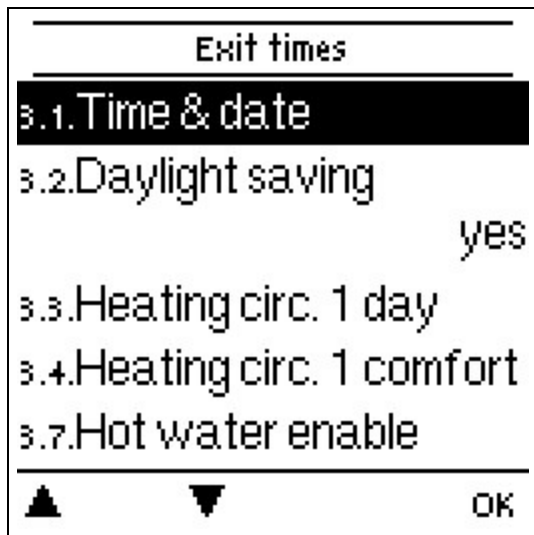 Exit times
3.1.Time & date
3.2.Daylight saving
yes
3.3.Heating circ. 1 day
3.4.Heating circ. 1 comfort
3.7.Hot water enable
OK